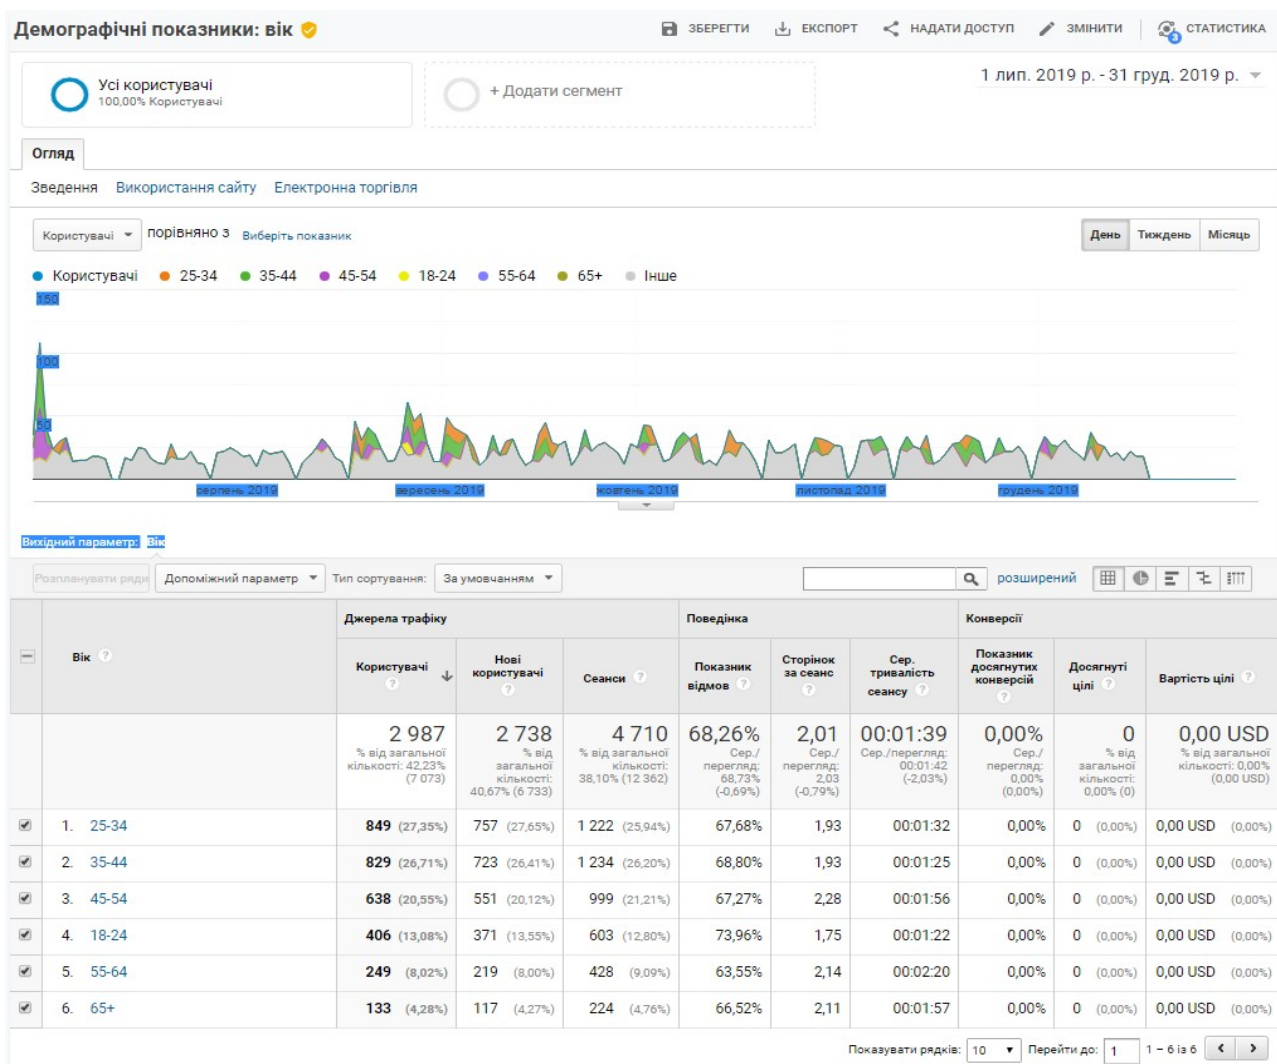 Демографічні показники: вік
ЗБЕРЕГТИ ЕКСПОРТ НАДАТИ ДОСТУП ЗМІНИТИ 3 СТАТИСТИКА
Усі користувачі
100,00% Користувачі
+ Додати сегмент
1 лип. 2019 р. - 31 груд. 2019 р.
Огляд
Зведення Використання сайту Електронна торгівля
Користувачі порівняно з Виберіть показник
День Тиждень Місяць
Користувачі 25-34 35-44 45-54 18-24 55-64 65+ Інше
150
100
50
серпень 2019 вересень 2019 жовтень 2019 листопад 2019 грудень 2019
Вихідний параметр: Вік
Розпланувати ряди Допоміжний параметр Тип сортування: За умовчанням розширений
Джерела трафіку Поведінка Конверсії
Вік ? Користувачі ? Нові користувачі ? Сеанси ? Показник відмов ? Сторінок за сеанс ? Сер. тривалість сеансу ? Показник досягнутих конверсій ? Досягнуті цілі ? Вартість цілі ?
2 987 2 738 4 710 68,26% 2,01 00:01:39 0,00% 0 0,00 USD
% від загальної кількості: 42,23% (7 073) % від загальної кількості: 40,67% (6 733) % від загальної кількості: 38,10% (12 362) Сер./перегляд: 68,73% (-0,69%) Сер./перегляд: 2,03 (-0,79%) Сер./перегляд: 00:01:42 (-2,03%) Сер./перегляд: 0,00% (0,00%) % від загальної кількості: 0,00% (0) % від загальної кількості: 0,00% (0,00 USD)
1. 25-34 849 (27,35%) 757 (27,65%) 1 222 (25,94%) 67,68% 1,93 00:01:32 0,00% 0 (0,00%) 0,00 USD (0,00%)
2. 35-44 829 (26,71%) 723 (26,41%) 1 234 (26,20%) 68,80% 1,93 00:01:25 0,00% 0 (0,00%) 0,00 USD (0,00%)
3. 45-54 638 (20,55%) 551 (20,12%) 999 (21,21%) 67,27% 2,28 00:01:56 0,00% 0 (0,00%) 0,00 USD (0,00%)
4. 18-24 406 (13,08%) 371 (13,55%) 603 (12,80%) 73,96% 1,75 00:01:22 0,00% 0 (0,00%) 0,00 USD (0,00%)
5. 55-64 249 (8,02%) 219 (8,00%) 428 (9,09%) 63,55% 2,14 00:02:20 0,00% 0 (0,00%) 0,00 USD (0,00%)
6. 65+ 133 (4,28%) 117 (4,27%) 224 (4,76%) 66,52% 2,11 00:01:57 0,00% 0 (0,00%) 0,00 USD (0,00%)
Показувати рядків: 10 Перейти до: 1 1 – 6 із 6